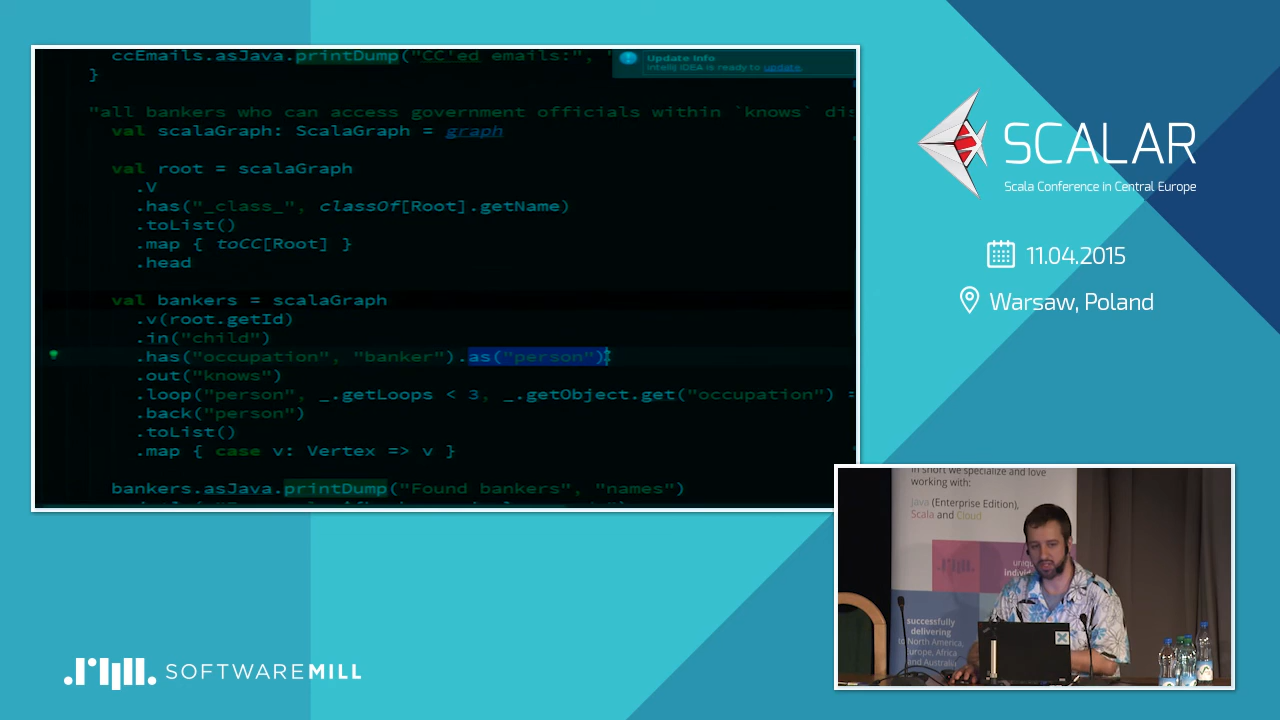 ccEmails.asJava.printDump("CC'ed emails:", "
Update Info
IntelliJ IDEA is ready to update.
}
"all bankers who can access government officials within `knows` dis
val scalaGraph: ScalaGraph = graph
val root = scalaGraph
.V
.has("_class_", classOf[Root].getName)
.toList()
.map { toCC[Root] }
.head
val bankers = scalaGraph
.v(root.getId)
.in("child")
.has("occupation", "banker").as("person")
.out("knows")
.loop("person", _.getLoops < 3, _.getObject.get("occupation") =
.back("person")
.toList()
.map { case v: Vertex => v }
bankers.asJava.printDump("Found bankers", "names")
SCALAR
Scala Conference in Central Europe
11.04.2015
Warsaw, Poland
In short we specialize and love
working with:
Java (Enterprise Edition),
Scala and Cloud
successfully
delivering
to North America,
Europe, Africa
and Australia
SOFTWAREMILL